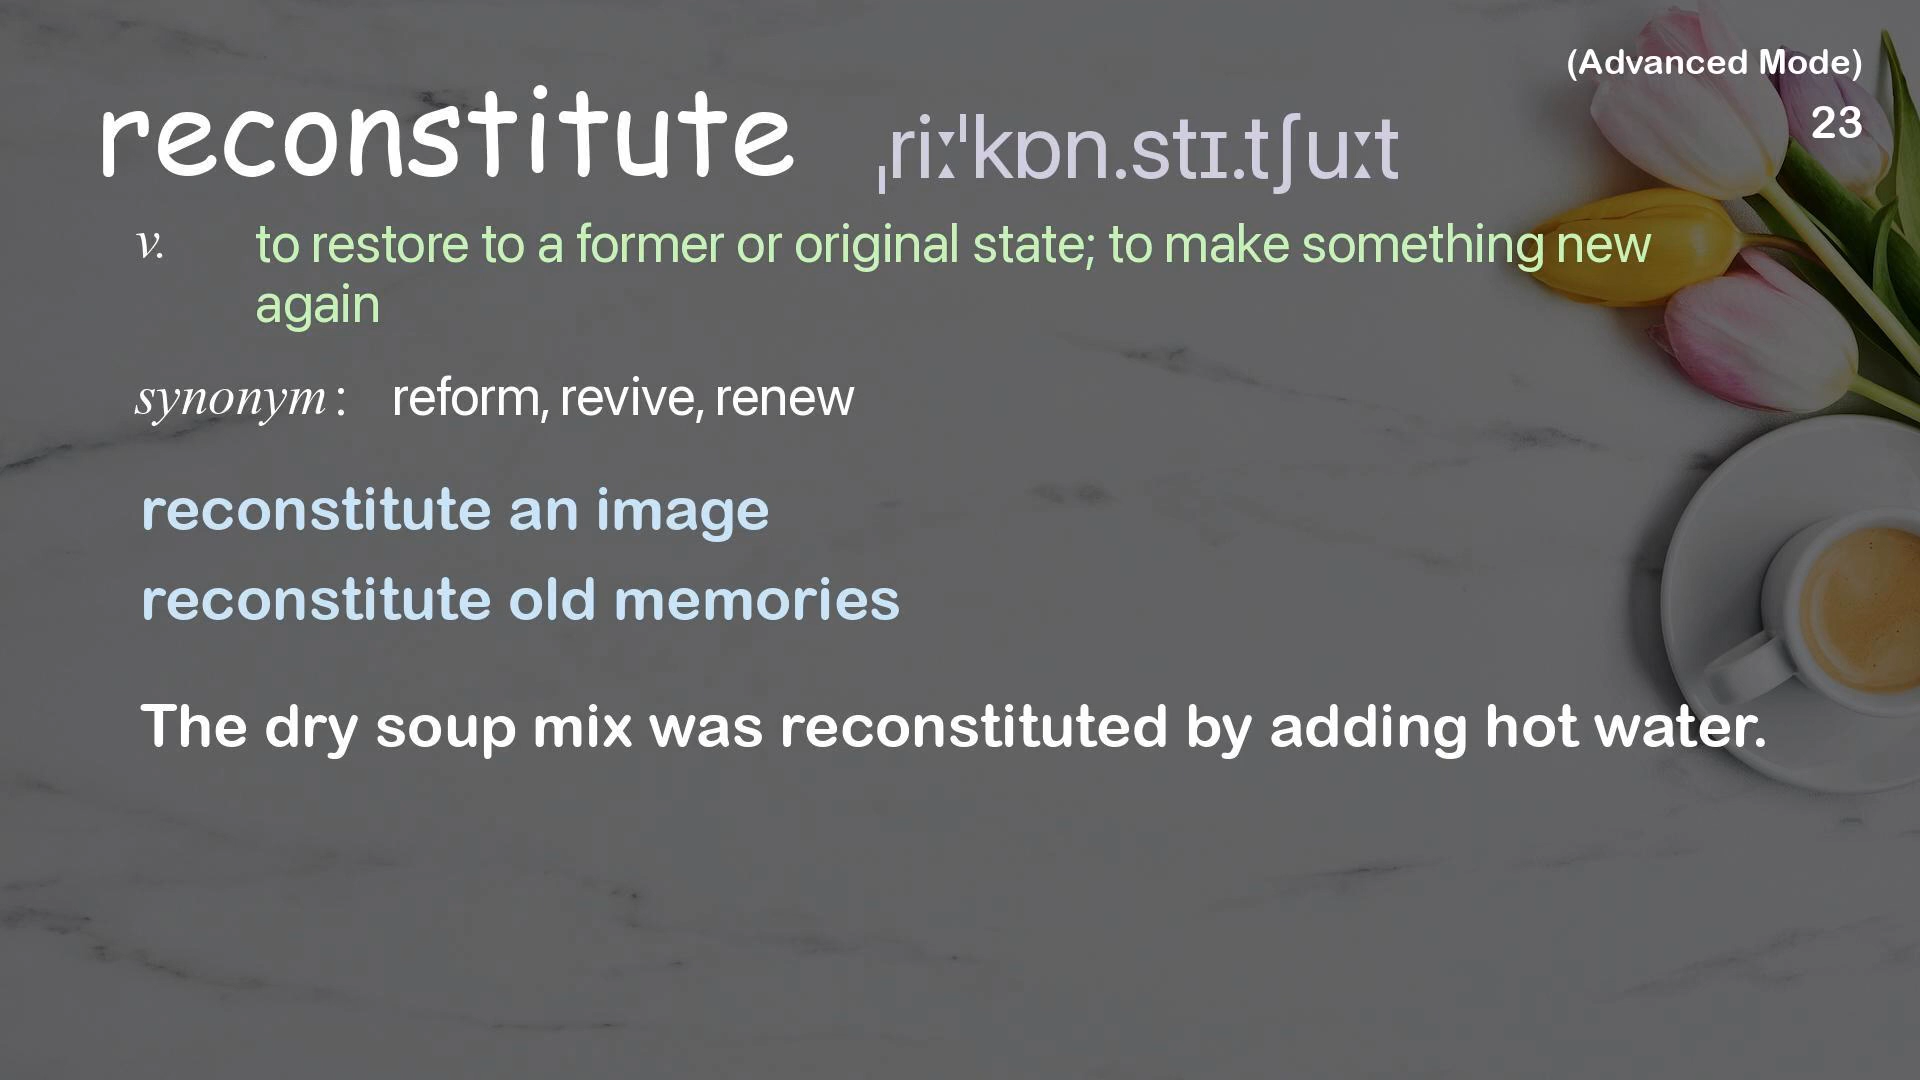 (Advanced Mode)
23
reconstitute ˌriːˈkɒn.stɪ.tʃuːt
v. to restore to a former or original state; to make something new
again
synonym: reform, revive, renew
reconstitute an image
reconstitute old memories
The dry soup mix was reconstituted by adding hot water.